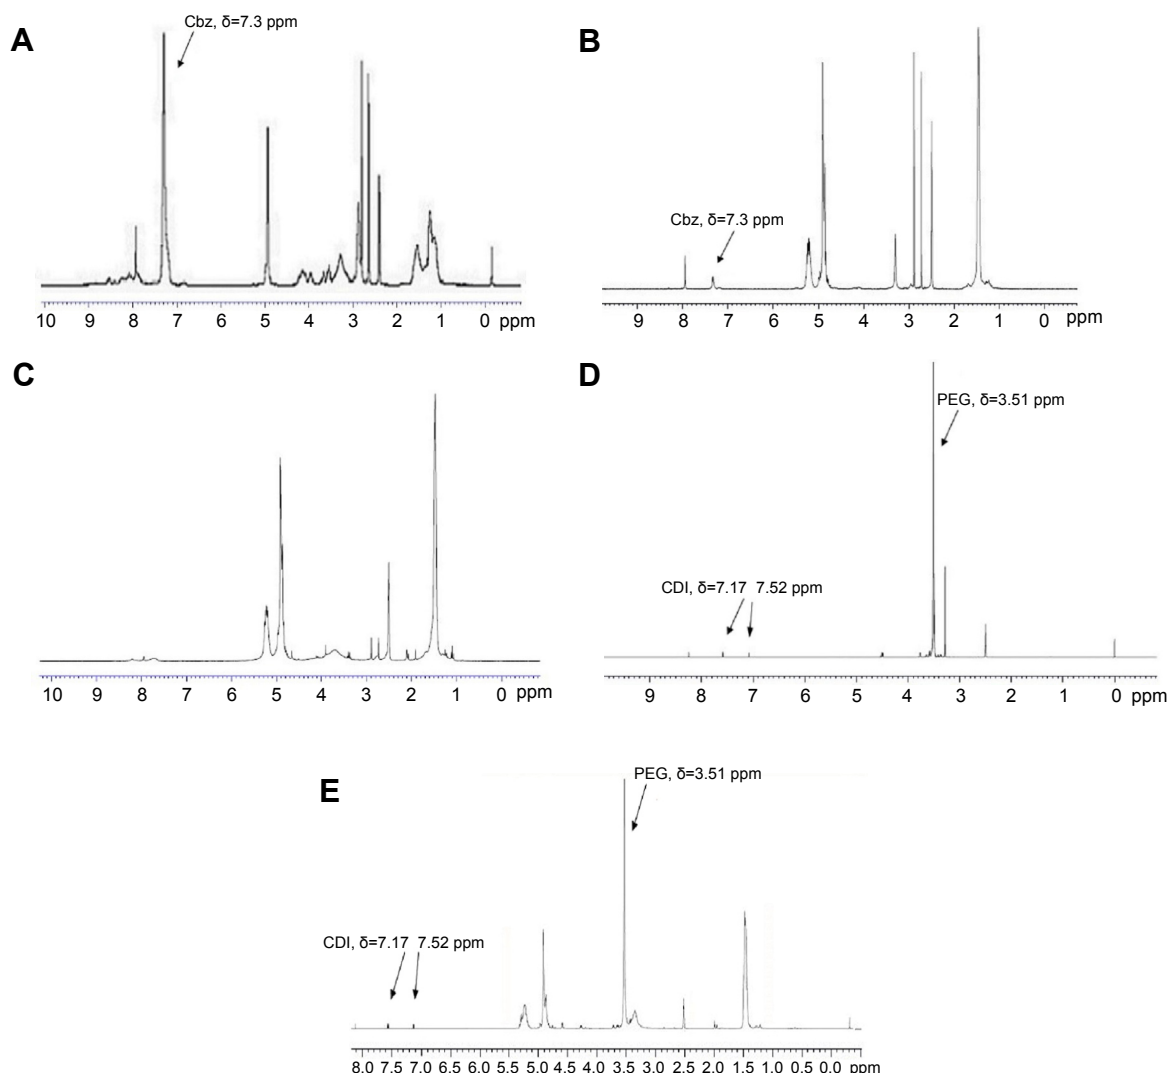 A
Cbz, δ=7.3 ppm
10 9 8 7 6 5 4 3 2 1 0 ppm
B
Cbz, δ=7.3 ppm
9 8 7 6 5 4 3 2 1 0 ppm
C
10 9 8 7 6 5 4 3 2 1 0 ppm
D
PEG, δ=3.51 ppm
CDI, δ=7.17 7.52 ppm
9 8 7 6 5 4 3 2 1 0 ppm
E
PEG, δ=3.51 ppm
CDI, δ=7.17 7.52 ppm
8.0 7.5 7.0 6.5 6.0 5.5 5.0 4.5 4.0 3.5 3.0 2.5 2.0 1.5 1.0 0.5 0.0 ppm